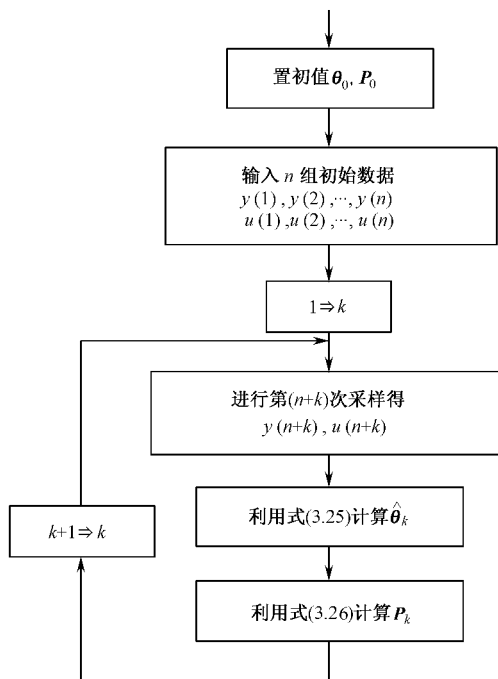 置初值θ₀, P₀
输入 n 组初始数据
y (1) , y (2) ,···, y (n)
u (1) ,u (2) ,···, u (n)
1⇒k
进行第(n+k)次采样得
y (n+k) , u (n+k)
利用式(3.25)计算θ̂ₖ
k+1⇒k
利用式(3.26)计算Pₖ